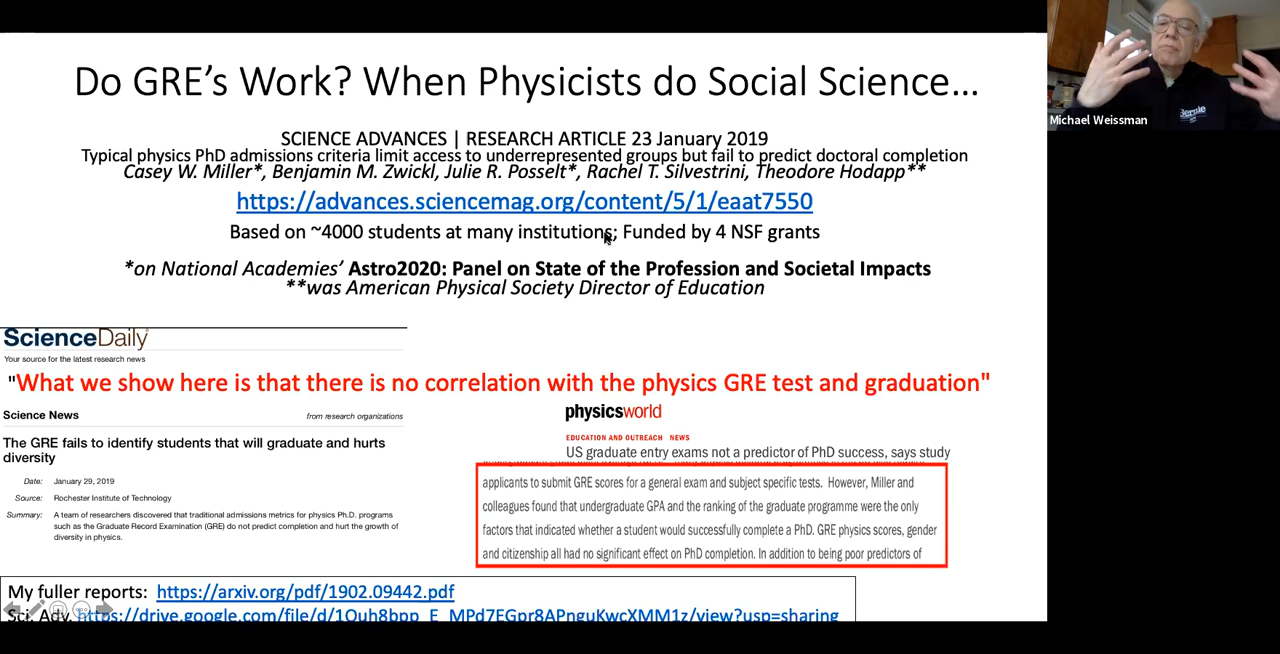 Do GRE's Work? When Physicists do Social Science…
SCIENCE ADVANCES | RESEARCH ARTICLE 23 January 2019
Typical physics PhD admissions criteria limit access to underrepresented groups but fail to predict doctoral completion
Casey W. Miller*, Benjamin M. Zwickl, Julie R. Posselt*, Rachel T. Silvestrini, Theodore Hodapp**
https://advances.sciencemag.org/content/5/1/eaat7550
Based on ~4000 students at many institutions; Funded by 4 NSF grants
*on National Academies' Astro2020: Panel on State of the Profession and Societal Impacts
**was American Physical Society Director of Education
ScienceDaily
Your source for the latest research news
"What we show here is that there is no correlation with the physics GRE test and graduation"
Science News
from research organizations
The GRE fails to identify students that will graduate and hurts
diversity
Date: January 29, 2019
Source: Rochester Institute of Technology
Summary: A team of researchers discovered that traditional admissions metrics for physics Ph.D. programs
such as the Graduate Record Examination (GRE) do not predict completion and hurt the growth of
diversity in physics.
physicsworld
EDUCATION AND OUTREACH NEWS
US graduate entry exams not a predictor of PhD success, says study
applicants to submit GRE scores for a general exam and subject specific tests. However, Miller and
colleagues found that undergraduate GPA and the ranking of the graduate programme were the only
factors that indicated whether a student would successfully complete a PhD. GRE physics scores, gender
and citizenship all had no significant effect on PhD completion. In addition to being poor predictors of
My fuller reports: https://arxiv.org/pdf/1902.09442.pdf
Sci. Adv.
Michael Weissman
Bernie